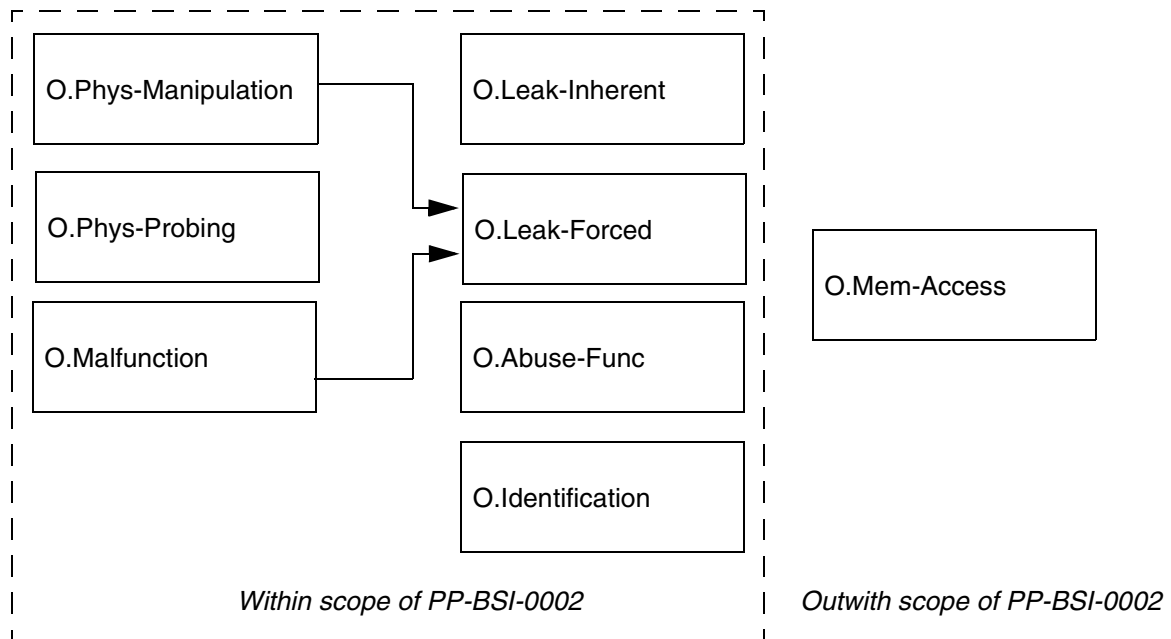 O.Phys-Manipulation
O.Leak-Inherent
O.Phys-Probing
O.Leak-Forced
O.Mem-Access
O.Malfunction
O.Abuse-Func
O.Identification
Within scope of PP-BSI-0002
Outwith scope of PP-BSI-0002